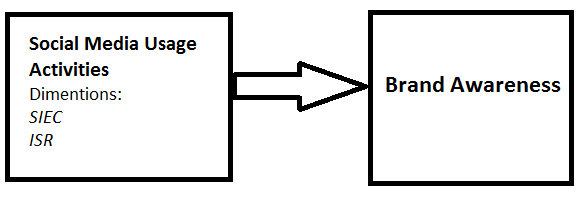 Social Media Usage
Activities
Dimentions:
SIEC
ISR
Brand Awareness